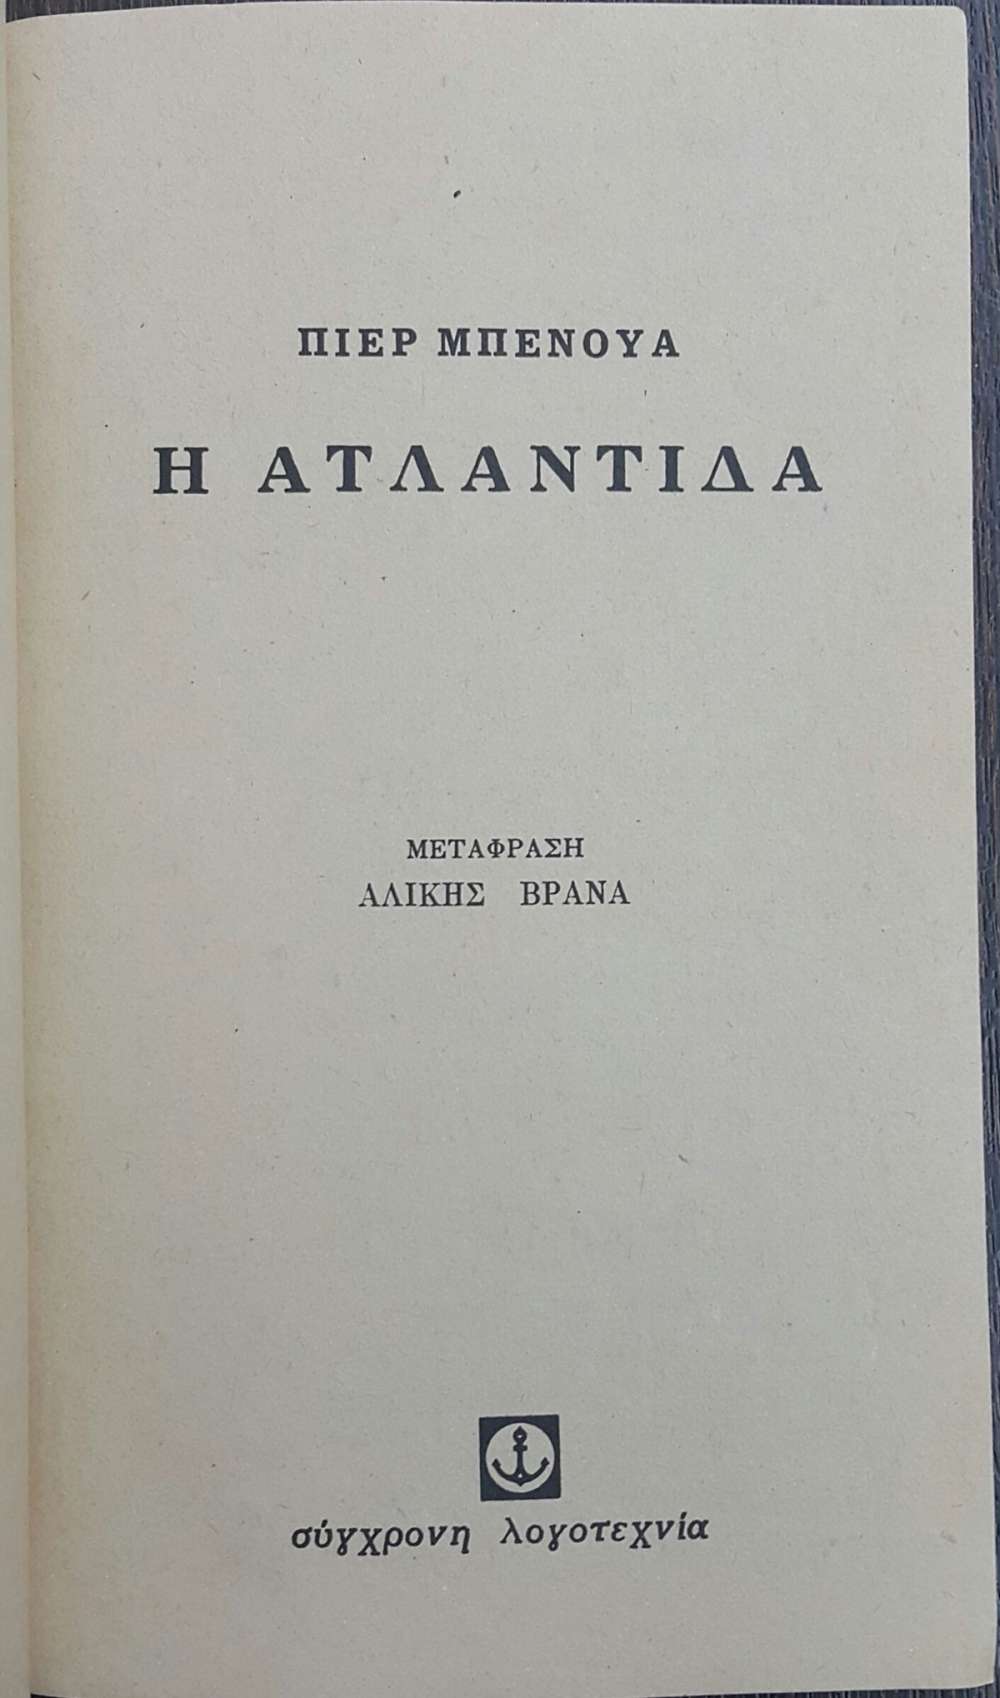 ΠΙΕΡ ΜΠΕΝΟΥΑ
Η ΑΤΛΑΝΤΙΔΑ
ΜΕΤΑΦΡΑΣΗ
ΑΛΙΚΗΣ ΒΡΑΝΑ
σύγχρονη λογοτεχνία